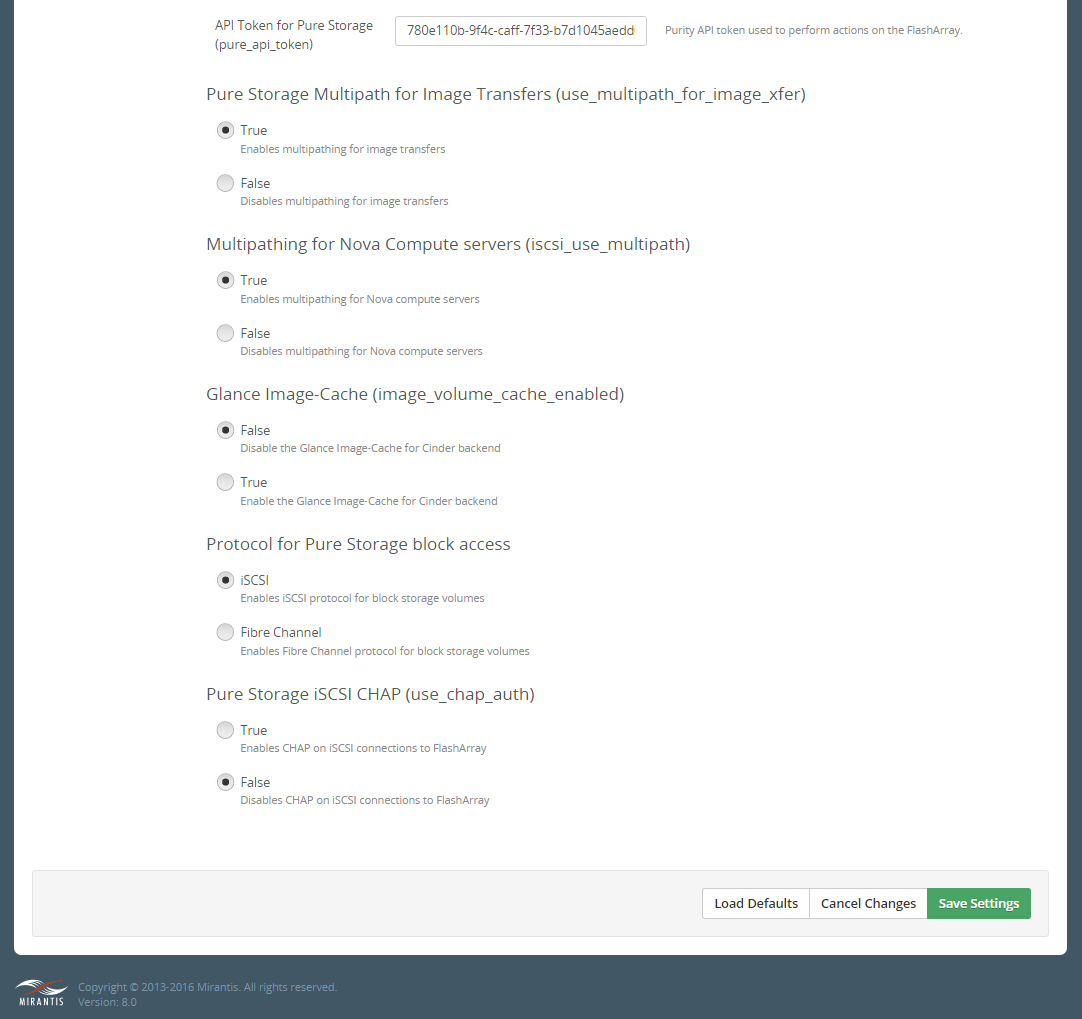 API Token for Pure Storage
(pure_api_token)
780e110b-9f4c-caff-7f33-b7d1045aedd
Purity API token used to perform actions on the FlashArray.
Pure Storage Multipath for Image Transfers (use_multipath_for_image_xfer)
True
Enables multipathing for image transfers
False
Disables multipathing for image transfers
Multipathing for Nova Compute servers (iscsi_use_multipath)
True
Enables multipathing for Nova compute servers
False
Disables multipathing for Nova compute servers
Glance Image-Cache (image_volume_cache_enabled)
False
Disable the Glance Image-Cache for Cinder backend
True
Enable the Glance Image-Cache for Cinder backend
Protocol for Pure Storage block access
iSCSI
Enables iSCSI protocol for block storage volumes
Fibre Channel
Enables Fibre Channel protocol for block storage volumes
Pure Storage iSCSI CHAP (use_chap_auth)
True
Enables CHAP on iSCSI connections to FlashArray
False
Disables CHAP on iSCSI connections to FlashArray
Load Defaults
Cancel Changes
Save Settings
MIRANTIS
Copyright © 2013-2016 Mirantis. All rights reserved.
Version: 8.0